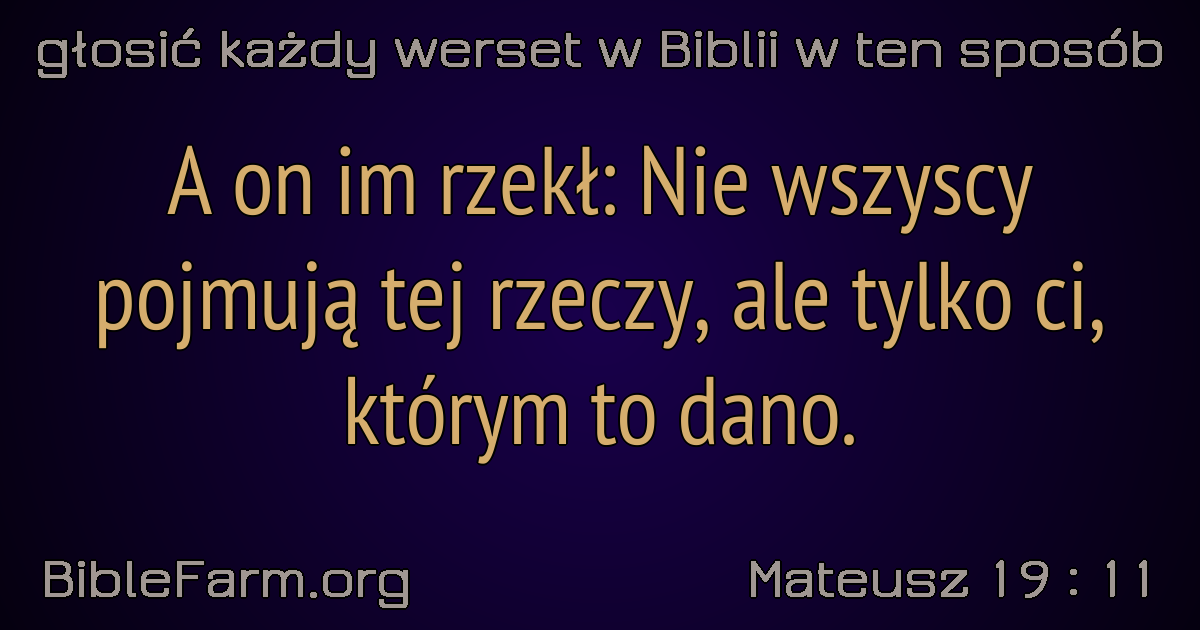 głosić każdy werset w Biblii w ten sposób
A on im rzekł: Nie wszyscy
pojmują tej rzeczy, ale tylko ci,
którym to dano.
BibleFarm.org
Mateusz 19 : 11